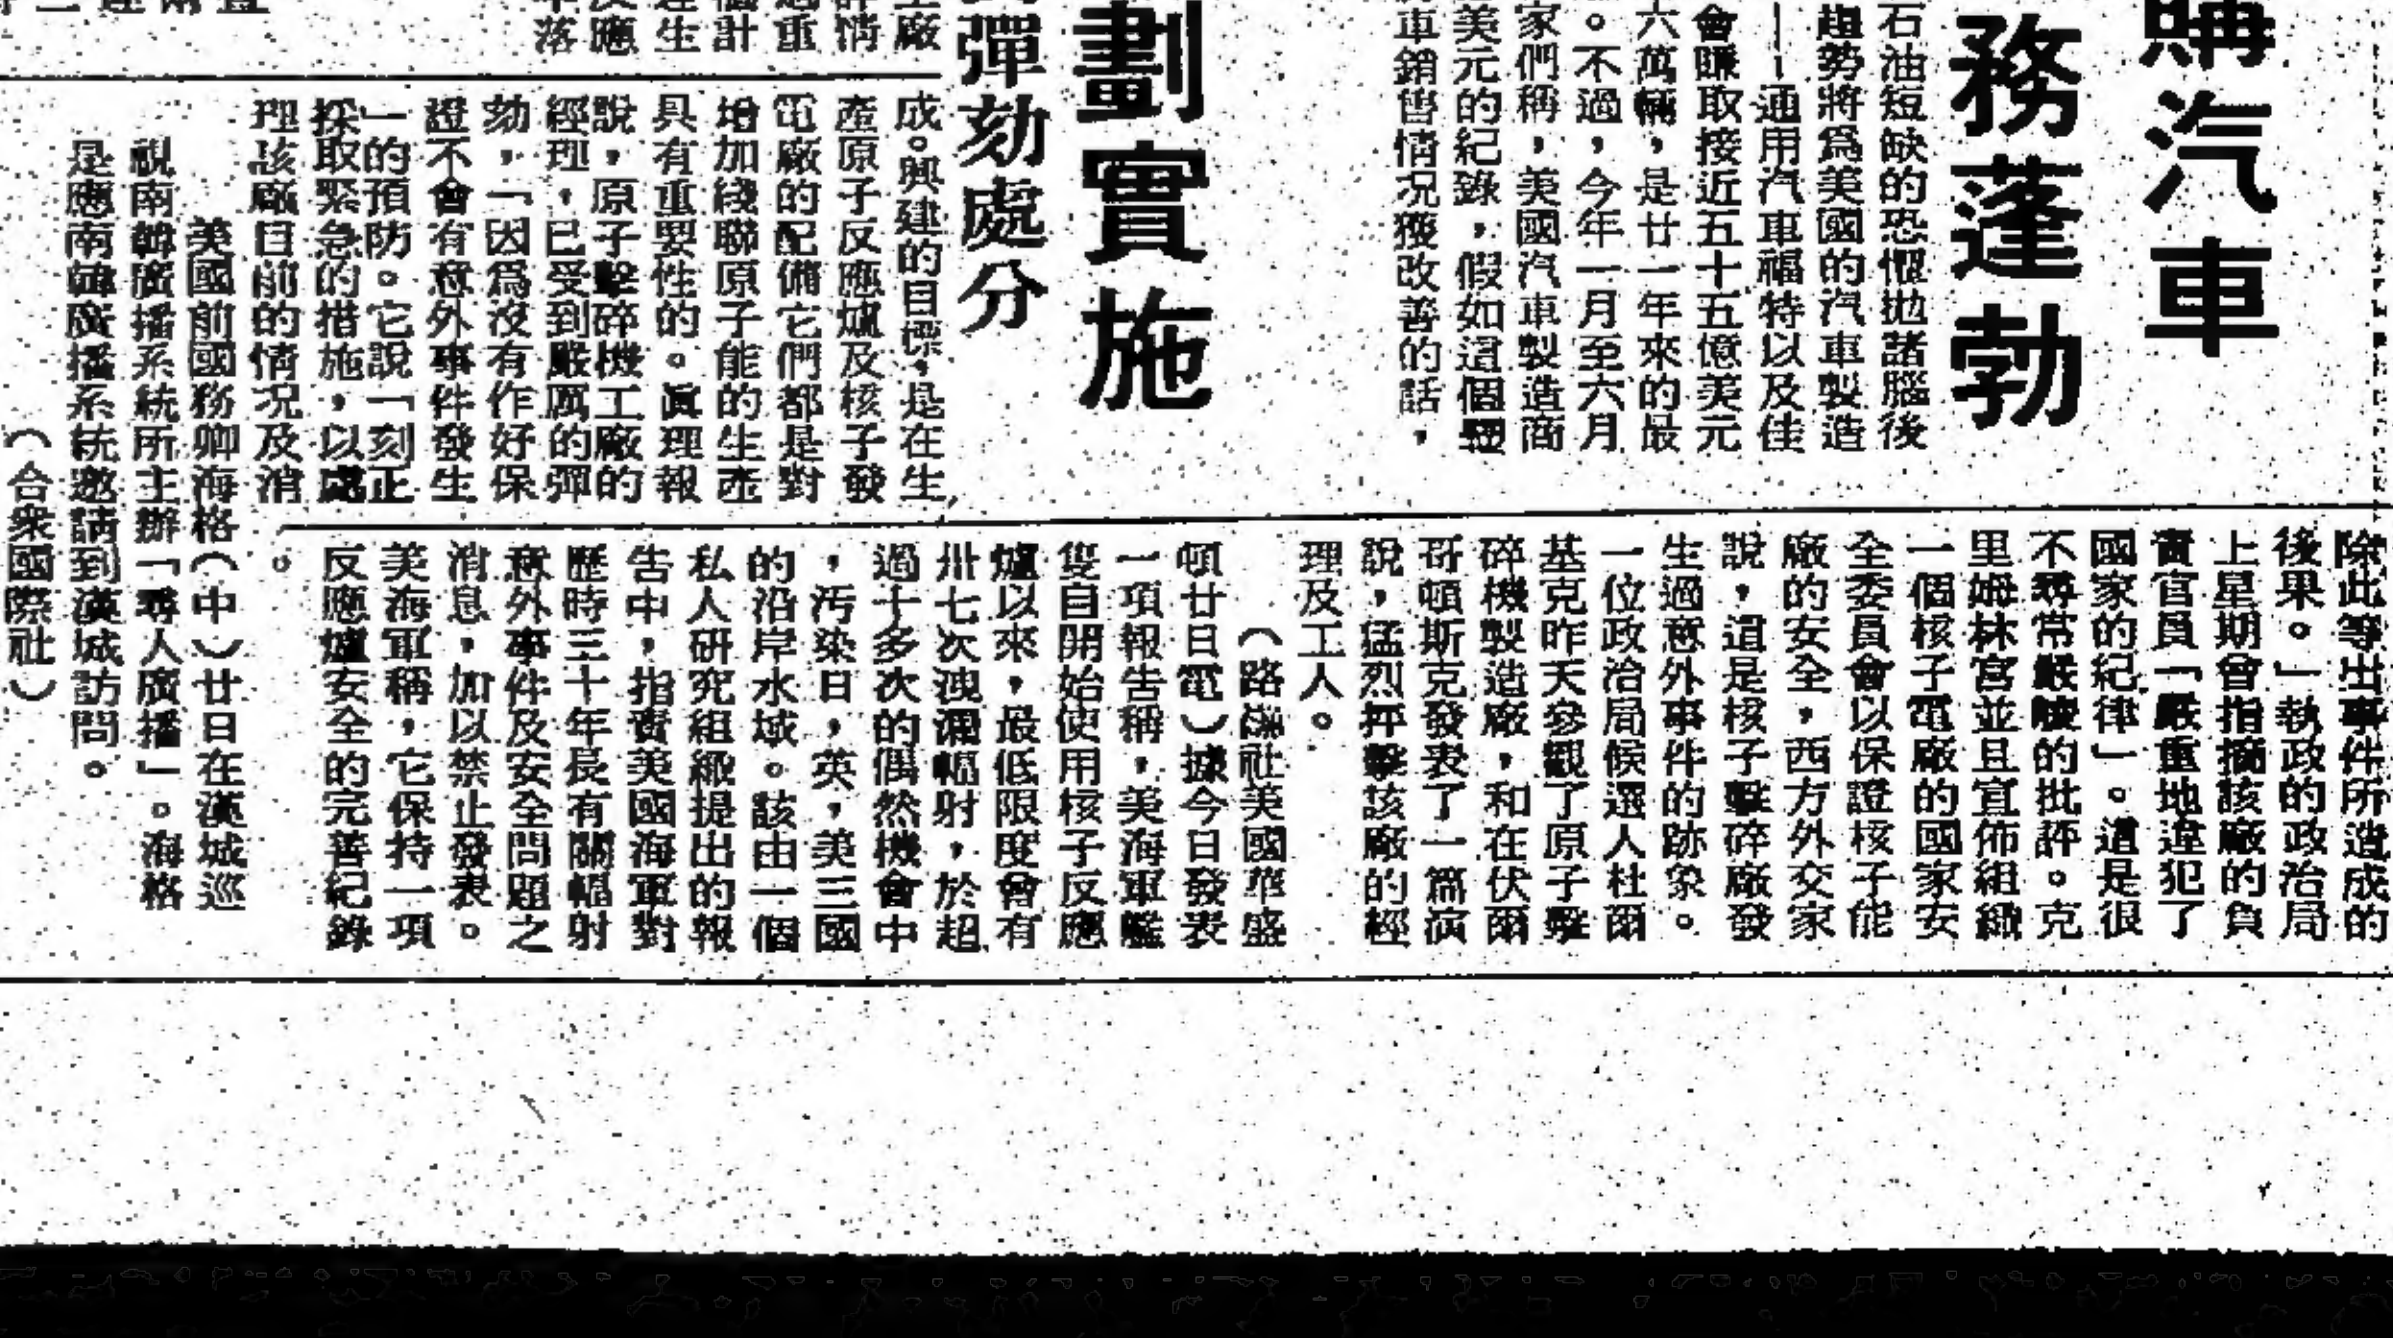 購汽車
務蓬勃
石油短缺的恐懼拋諸腦後
趨勢將爲美國的汽車製造
——通用汽車福特以及佳
會賺取接近五十五億美元
六萬輛，是廿一年來的最
。不過，今年一月至六月
家們稱，美國汽車製造商
美元的紀錄，假如這個
車銷售情況獲改善的話，
劃實施
彈劾處分
成。興建的目標，是在生
產原子反應爐及核子發
電廠的配備它們都是對
增加綫聯原子能的生產
具有重要性的。眞理報
說，原子擊碎機工廠的
經理，已受到嚴厲的彈
劾，「因爲沒有作好保
證不會有意外事件發生
」的預防。它說「刻正
採取緊急的措施，以處
理該廠目前的情況及消
除此等出事件所造成的
後果。」執政的政治局
上星期曾指摘該廠的負
責官員「嚴重地違犯了
國家的紀律」。這是很
不尋常嚴峻的批評。克
里姆林宮並且宣佈組織
一個核子電廠的國家安
全委員會以保證核子能
廠的安全，西方外交家
說，這是核子擊碎廠發
生過意外事件的跡象。
一位政治局候選人杜爾
基克昨天參觀了原子擊
碎機製造廠，和在伏爾
哥頓斯克發表了一篇演
說，猛烈抨擊該廠的經
理及工人。
（路透社美國華盛
頓廿日電）據今日發表
一項報告稱，美海軍艦
隻自開始使用核子反應
爐以來，最低限度會有
卅七次洩漏輻射，於超
過十多次的偶然機會中
，污染日，英，美三國
的沿岸水域。該由一個
私人研究組織提出的報
告中，指責美國海軍對
歷時三十年長有關輻射
意外事件及安全問題之
消息，加以禁止發表。
美海軍稱，它保持一項
反應爐安全的完善紀錄
。
美國前國務卿海格（中）廿日在漢城巡
視南韓廣播系統所主辦「尋人廣播」。海格
是應南韓廣播系統邀請到漢城訪問。
（合衆國際社）